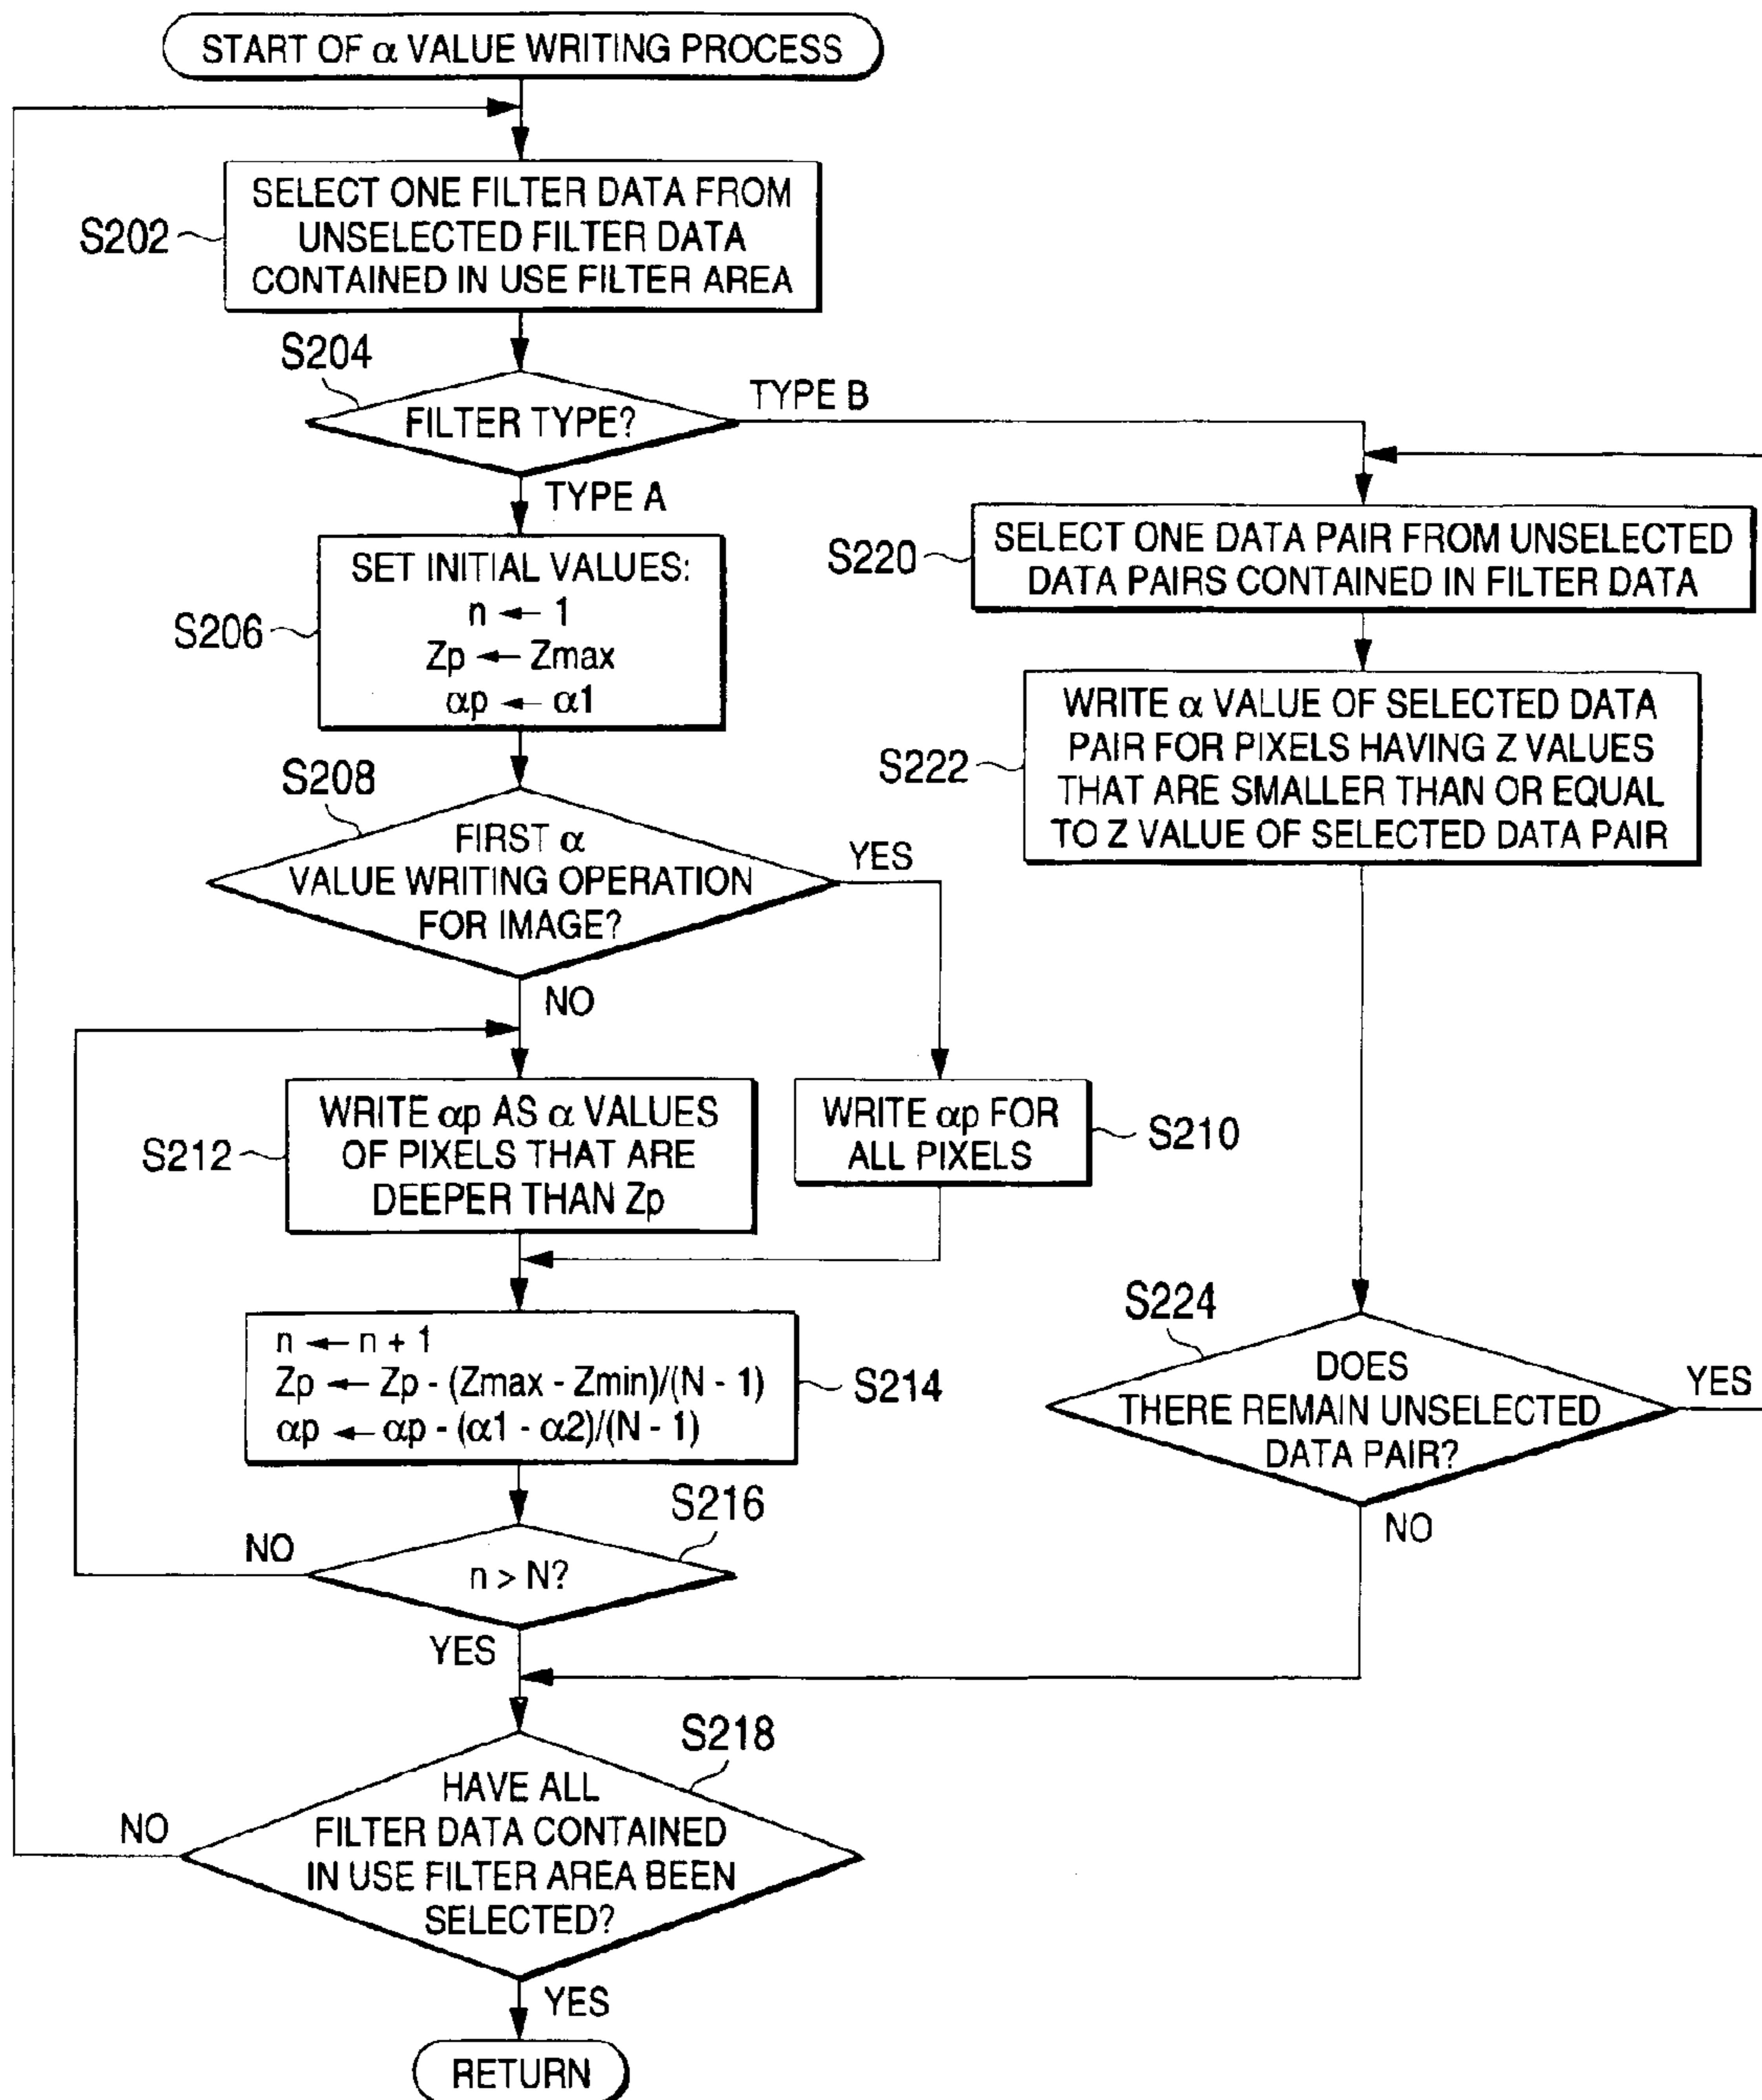 START OF α VALUE WRITING PROCESS
S202
SELECT ONE FILTER DATA FROM
UNSELECTED FILTER DATA
CONTAINED IN USE FILTER AREA
S204
FILTER TYPE?
TYPE B
TYPE A
S206
SET INITIAL VALUES:
n ← 1
Zp ← Zmax
αp ← α1
S208
FIRST α
VALUE WRITING OPERATION
FOR IMAGE?
YES
NO
S212
WRITE αp AS α VALUES
OF PIXELS THAT ARE
DEEPER THAN Zp
WRITE αp FOR
ALL PIXELS
S210
n ← n + 1
Zp ← Zp - (Zmax - Zmin)/(N - 1)
αp ← αp - (α1 - α2)/(N - 1)
S214
S216
n > N?
NO
YES
S218
HAVE ALL
FILTER DATA CONTAINED
IN USE FILTER AREA BEEN
SELECTED?
NO
YES
RETURN
S220
SELECT ONE DATA PAIR FROM UNSELECTED
DATA PAIRS CONTAINED IN FILTER DATA
S222
WRITE α VALUE OF SELECTED DATA
PAIR FOR PIXELS HAVING Z VALUES
THAT ARE SMALLER THAN OR EQUAL
TO Z VALUE OF SELECTED DATA PAIR
S224
DOES
THERE REMAIN UNSELECTED
DATA PAIR?
YES
NO